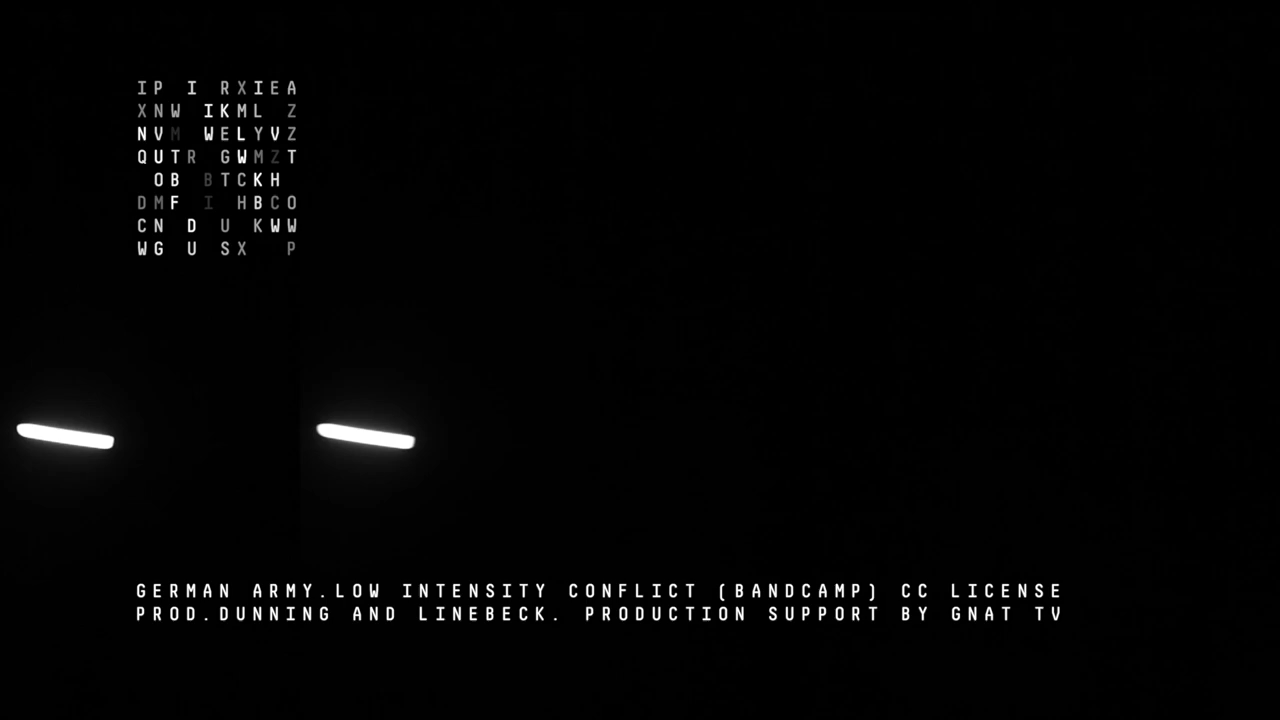 IP I RXIEA
XNW IKML Z
NVM WELYVZ
QUTR GWMZT
OB BTCKH
DMF I HBCO
CN D U KWW
WG U SX P
GERMAN ARMY.LOW INTENSITY CONFLICT (BANDCAMP) CC LICENSE
PROD.DUNNING AND LINEBECK. PRODUCTION SUPPORT BY GNAT TV